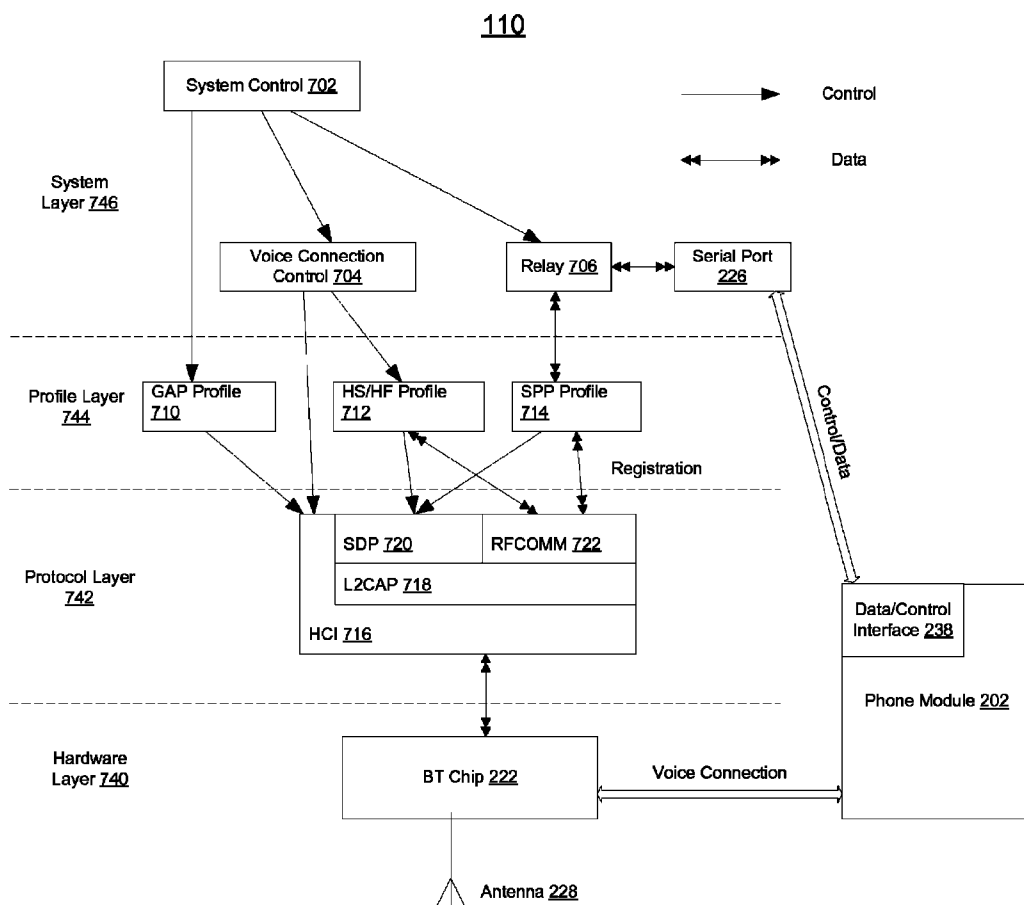 110
System Control 702
Control
Data
System
Layer 746
Voice Connection
Control 704
Relay 706
Serial Port
226
Profile Layer
744
GAP Profile
710
HS/HF Profile
712
SPP Profile
714
Control/Data
Registration
Protocol Layer
742
SDP 720
RFCOMM 722
L2CAP 718
HCI 716
Data/Control
Interface 238
Phone Module 202
Hardware
Layer 740
BT Chip 222
Voice Connection
Antenna 228